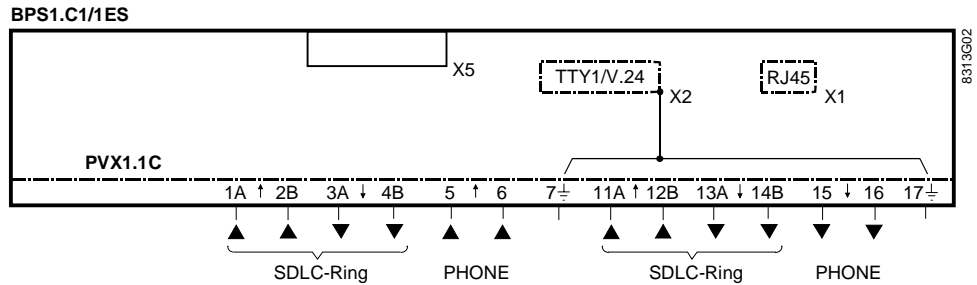 BPS1.C1/1ES
8313G02
X5
TTY1/V.24
X2
RJ45
X1
PVX1.1C
1A ↑ 2B 3A ↓ 4B 5 ↑ 6 7 11A ↑ 12B 13A ↓ 14B 15 ↓ 16 17
SDLC-Ring PHONE SDLC-Ring PHONE